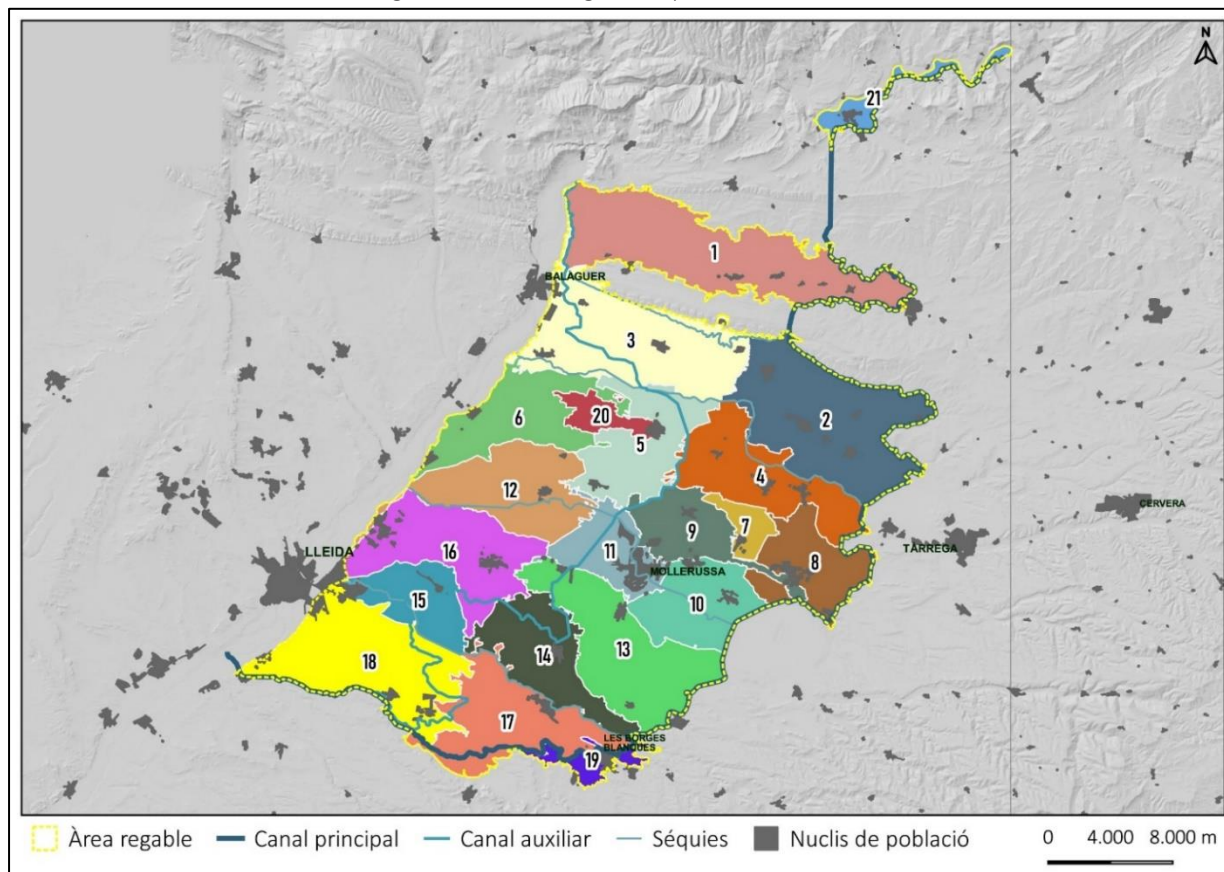 N
21
1
BALAGUER
3
2
20
6
5
4
12
CERVERA
9
7
TÀRREGA
LLEIDA
11
8
16
MOLLERUSSA
15
10
13
14
18
17
LES BORGES
BLANQUES
19
Àrea regable
Canal principal
Canal auxiliar
Séquies
Nuclis de població
0 4.000 8.000 m